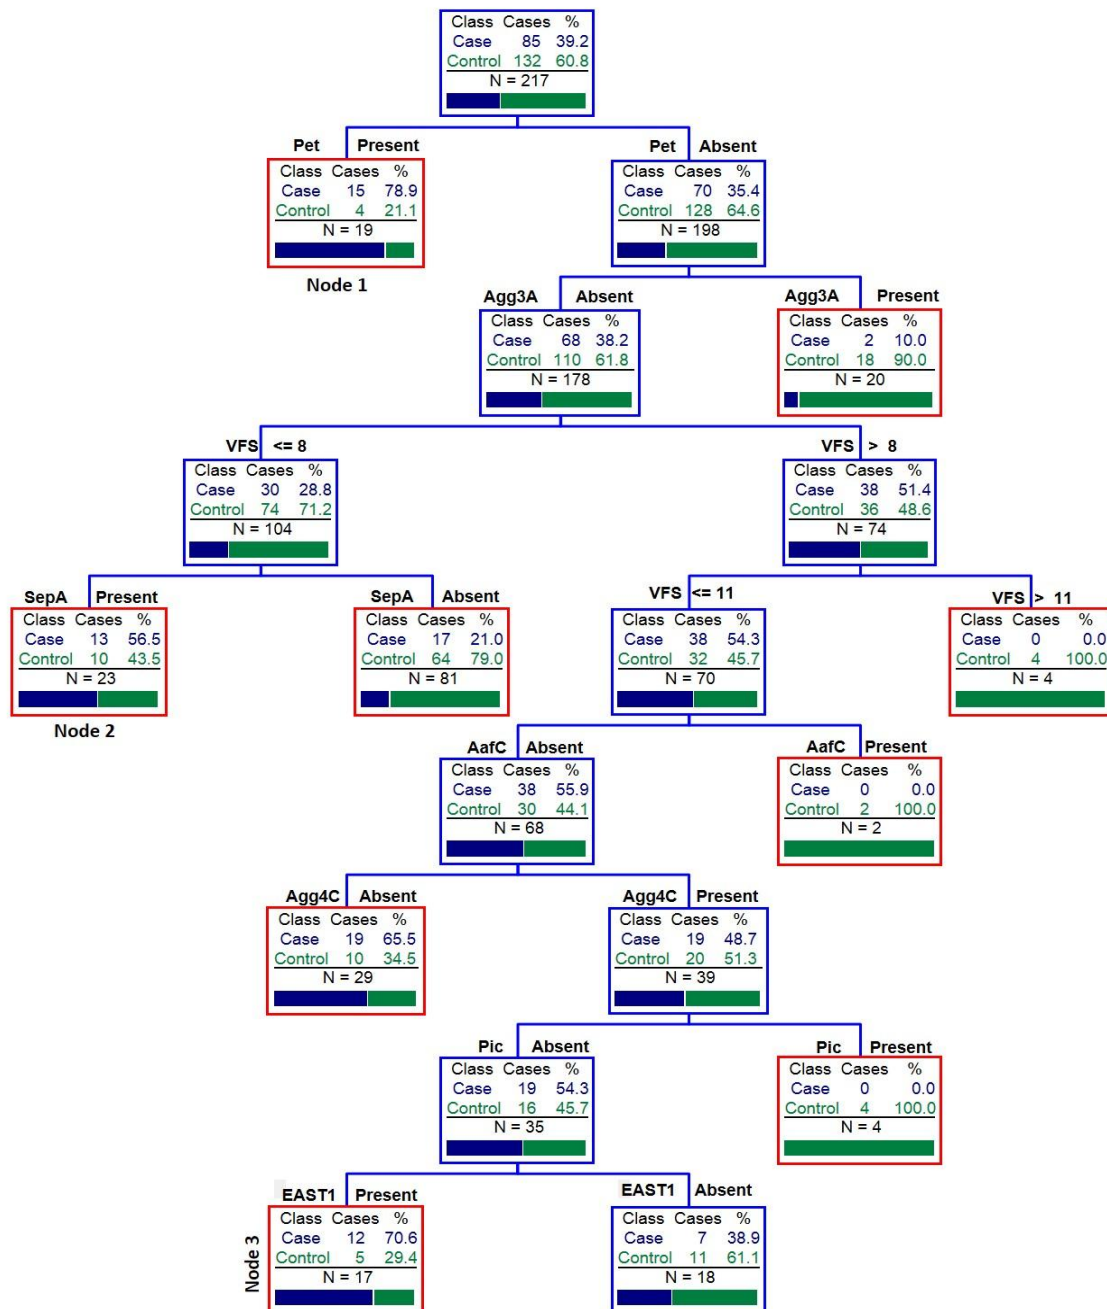 Class Cases %
Case 85 39.2
Control 132 60.8
N = 217
Pet Present
Class Cases %
Case 15 78.9
Control 4 21.1
N = 19
Node 1
Pet Absent
Class Cases %
Case 70 35.4
Control 128 64.6
N = 198
Agg3A Absent
Class Cases %
Case 68 38.2
Control 110 61.8
N = 178
Agg3A Present
Class Cases %
Case 2 10.0
Control 18 90.0
N = 20
VFS <= 8
Class Cases %
Case 30 28.8
Control 74 71.2
N = 104
VFS > 8
Class Cases %
Case 38 51.4
Control 36 48.6
N = 74
SepA Present
Class Cases %
Case 13 56.5
Control 10 43.5
N = 23
Node 2
SepA Absent
Class Cases %
Case 17 21.0
Control 64 79.0
N = 81
VFS <= 11
Class Cases %
Case 38 54.3
Control 32 45.7
N = 70
VFS > 11
Class Cases %
Case 0 0.0
Control 4 100.0
N = 4
AafC Absent
Class Cases %
Case 38 55.9
Control 30 44.1
N = 68
AafC Present
Class Cases %
Case 0 0.0
Control 2 100.0
N = 2
Agg4C Absent
Class Cases %
Case 19 65.5
Control 10 34.5
N = 29
Agg4C Present
Class Cases %
Case 19 48.7
Control 20 51.3
N = 39
Pic Absent
Class Cases %
Case 19 54.3
Control 16 45.7
N = 35
Pic Present
Class Cases %
Case 0 0.0
Control 4 100.0
N = 4
EAST1 Present
Class Cases %
Case 12 70.6
Control 5 29.4
N = 17
Node 3
EAST1 Absent
Class Cases %
Case 7 38.9
Control 11 61.1
N = 18